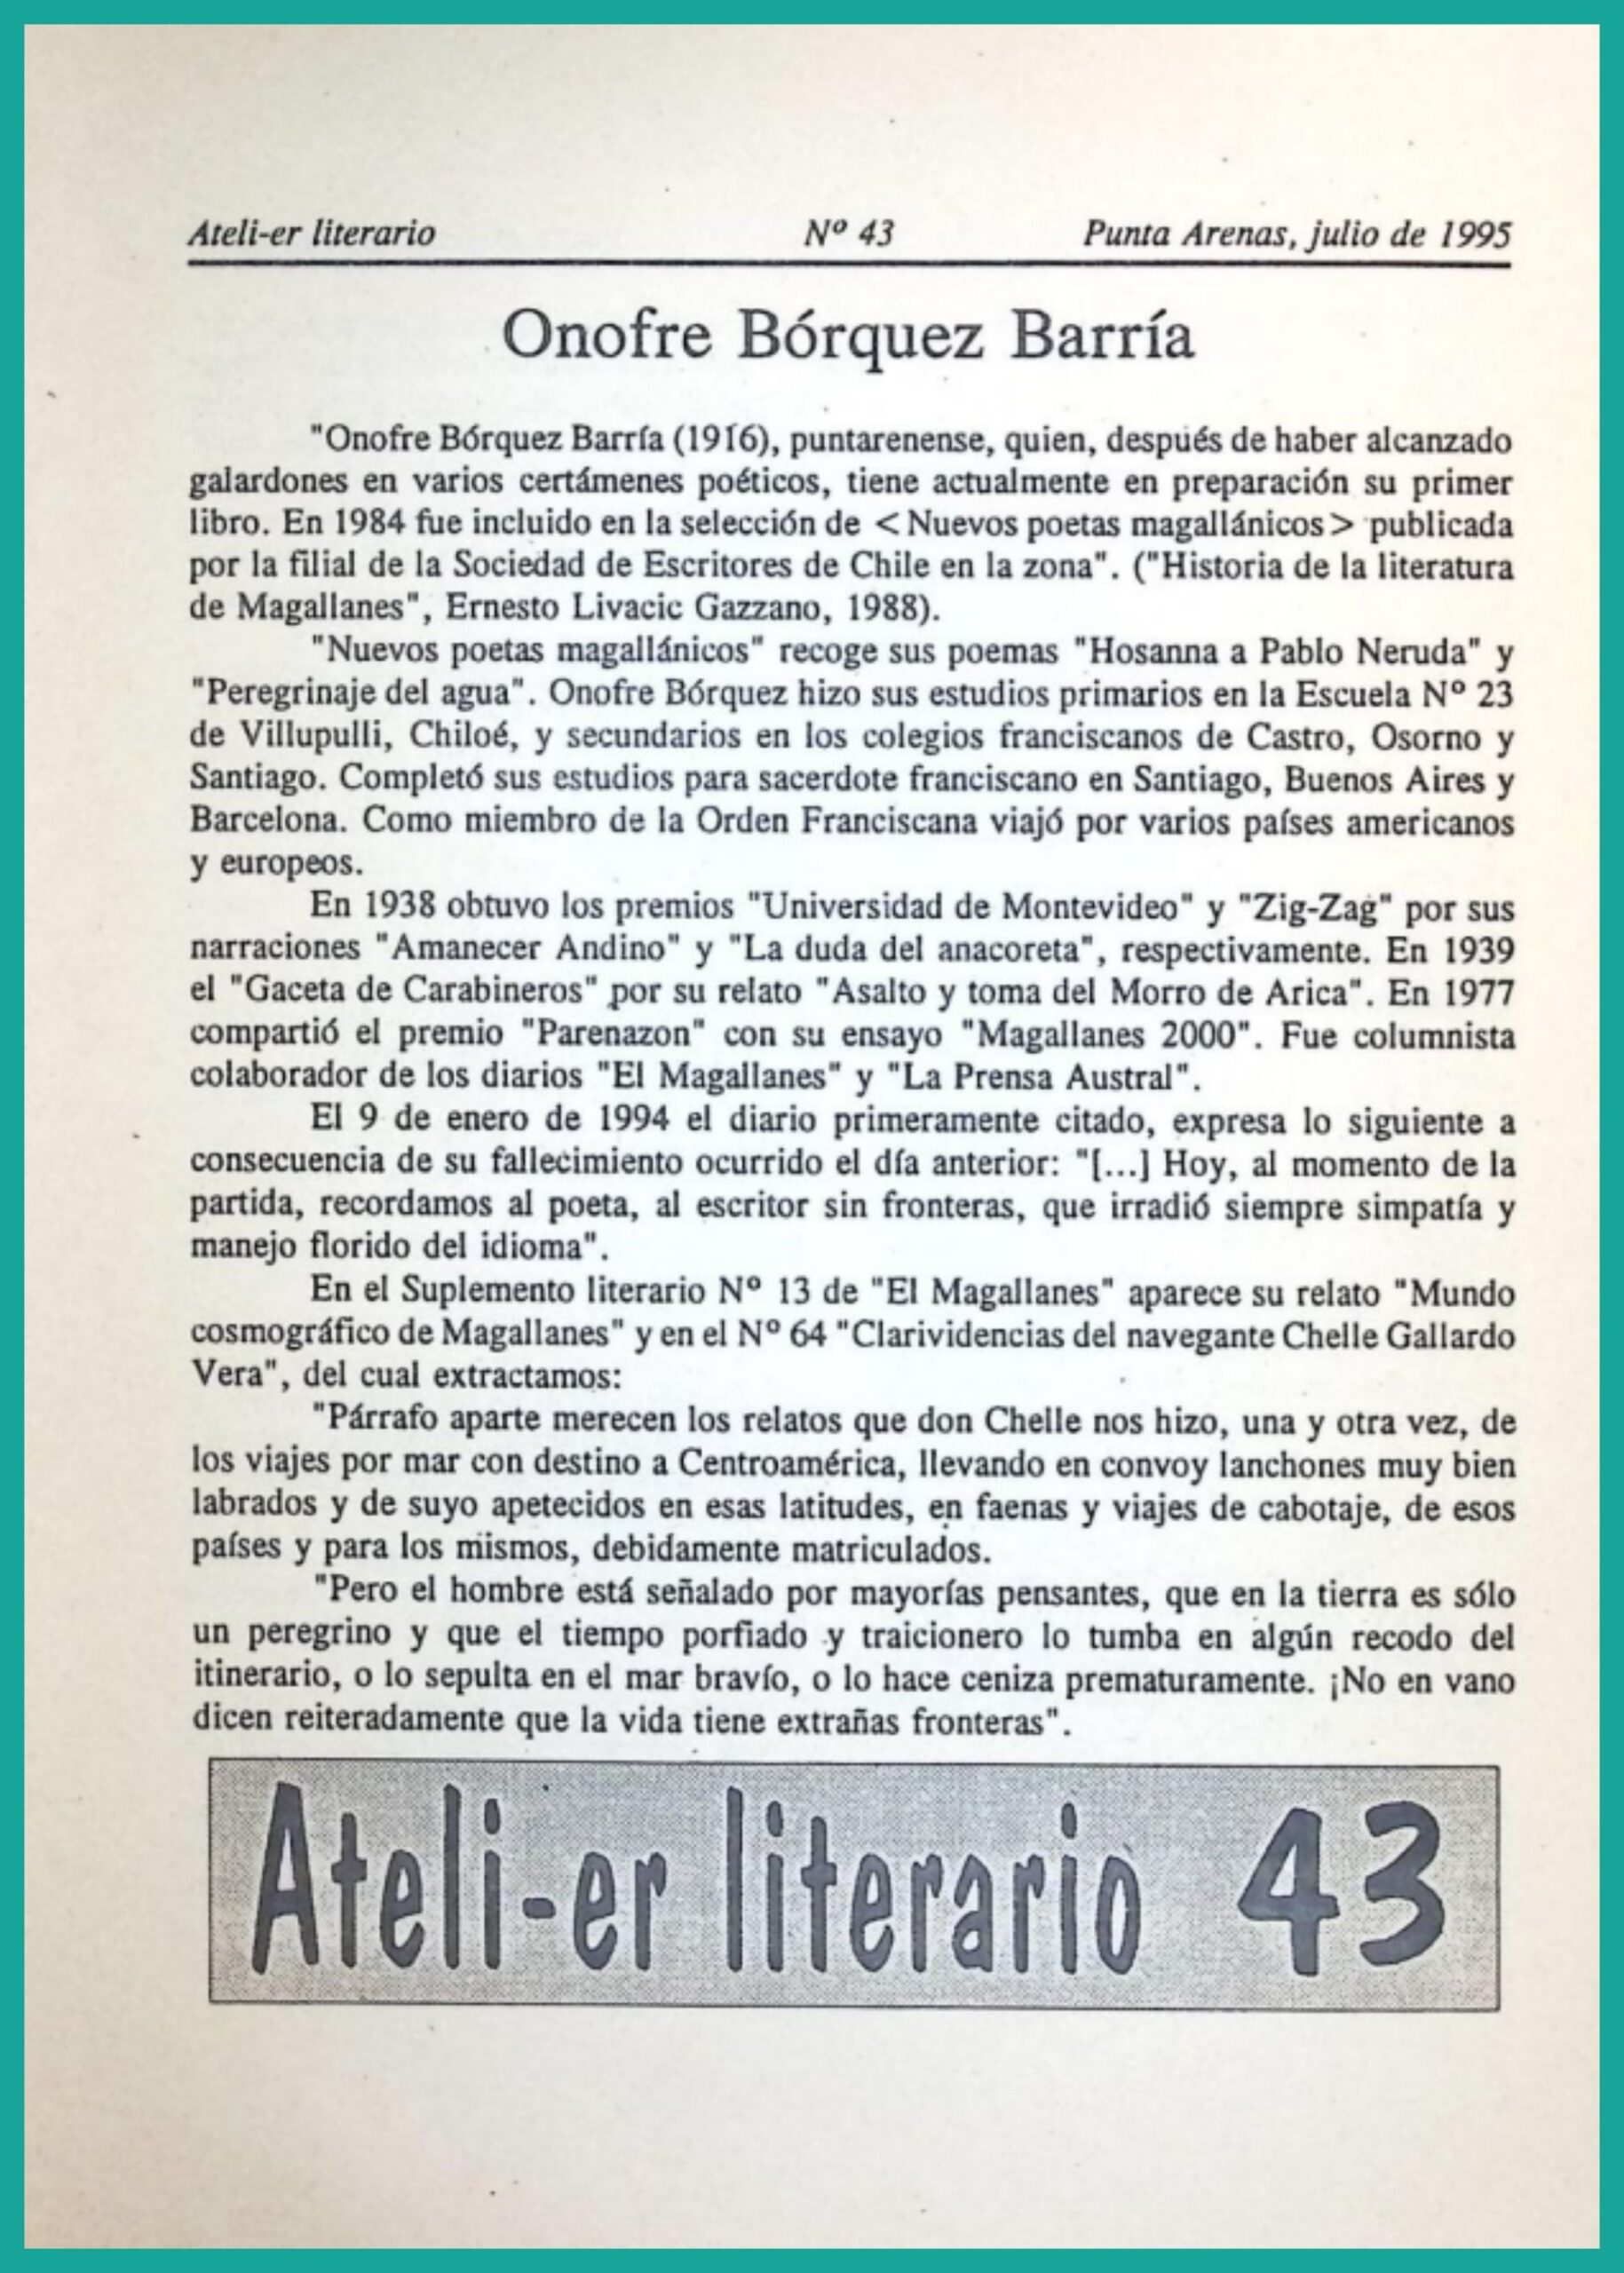 Ateli-er literario Nº 43 Punta Arenas, julio de 1995
Onofre Bórquez Barría
"Onofre Bórquez Barría (1916), puntarenense, quien, después de haber alcanzado
galardones en varios certámenes poéticos, tiene actualmente en preparación su primer
libro. En 1984 fue incluido en la selección de <Nuevos poetas magallánicos> publicada
por la filial de la Sociedad de Escritores de Chile en la zona". ("Historia de la literatura
de Magallanes", Ernesto Livacic Gazzano, 1988).
"Nuevos poetas magallánicos" recoge sus poemas "Hosanna a Pablo Neruda" y
"Peregrinaje del agua". Onofre Bórquez hizo sus estudios primarios en la Escuela Nº 23
de Villupulli, Chiloé, y secundarios en los colegios franciscanos de Castro, Osorno y
Santiago. Completó sus estudios para sacerdote franciscano en Santiago, Buenos Aires y
Barcelona. Como miembro de la Orden Franciscana viajó por varios países americanos
y europeos.
En 1938 obtuvo los premios "Universidad de Montevideo" y "Zig-Zag" por sus
narraciones "Amanecer Andino" y "La duda del anacoreta", respectivamente. En 1939
el "Gaceta de Carabineros" por su relato "Asalto y toma del Morro de Arica". En 1977
compartió el premio "Parenazon" con su ensayo "Magallanes 2000". Fue columnista
colaborador de los diarios "El Magallanes" y "La Prensa Austral".
El 9 de enero de 1994 el diario primeramente citado, expresa lo siguiente a
consecuencia de su fallecimiento ocurrido el día anterior: "[...] Hoy, al momento de la
partida, recordamos al poeta, al escritor sin fronteras, que irradió siempre simpatía y
manejo florido del idioma".
En el Suplemento literario Nº 13 de "El Magallanes" aparece su relato "Mundo
cosmográfico de Magallanes" y en el Nº 64 "Clarividencias del navegante Chelle Gallardo
Vera", del cual extractamos:
"Párrafo aparte merecen los relatos que don Chelle nos hizo, una y otra vez, de
los viajes por mar con destino a Centroamérica, llevando en convoy lanchones muy bien
labrados y de suyo apetecidos en esas latitudes, en faenas y viajes de cabotaje, de esos
países y para los mismos, debidamente matriculados.
"Pero el hombre está señalado por mayorías pensantes, que en la tierra es sólo
un peregrino y que el tiempo porfiado y traicionero lo tumba en algún recodo del
itinerario, o lo sepulta en el mar bravío, o lo hace ceniza prematuramente. ¡No en vano
dicen reiteradamente que la vida tiene extrañas fronteras".
Ateli-er literario 43